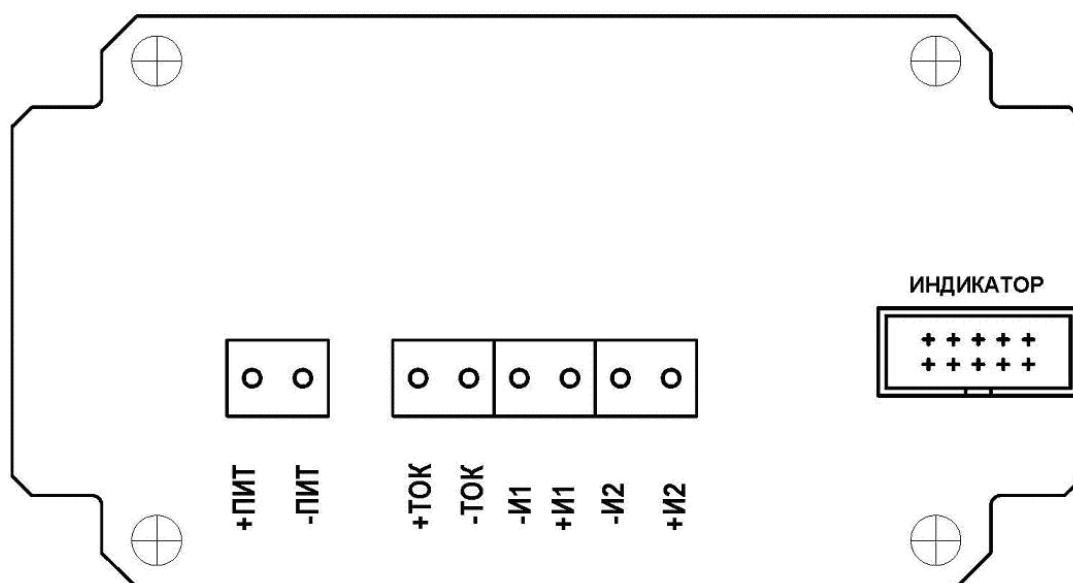 ИНДИКАТОР
+ПИТ
-ПИТ
+ТОК
-ТОК
-И1
+И1
-И2
+И2